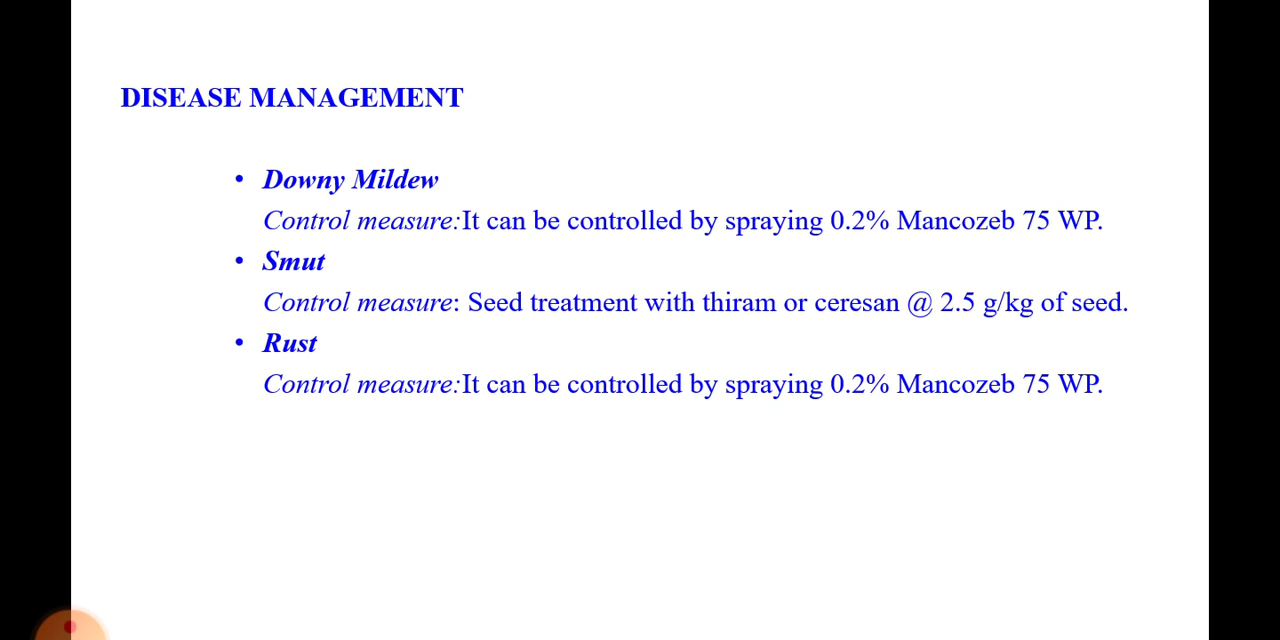 DISEASE MANAGEMENT
• Downy Mildew
Control measure:It can be controlled by spraying 0.2% Mancozeb 75 WP.
• Smut
Control measure: Seed treatment with thiram or ceresan @ 2.5 g/kg of seed.
• Rust
Control measure:It can be controlled by spraying 0.2% Mancozeb 75 WP.